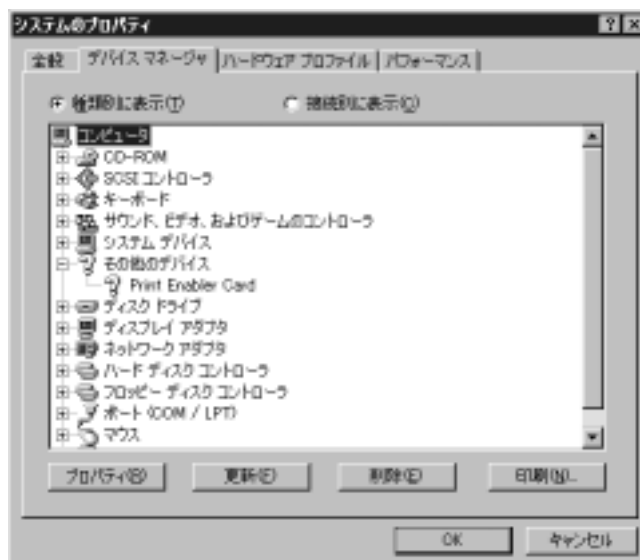 システムのプロパティ
全般 デバイス マネージャ ハードウェア プロファイル パフォーマンス
種類別に表示(T) 接続別に表示(C)
コンピュータ
CD-ROM
SCSI コントローラ
キーボード
サウンド、ビデオ、およびゲームのコントローラ
システム デバイス
その他のデバイス
Print Enabler Card
ディスク ドライブ
ディスプレイ アダプタ
ネットワーク アダプタ
ハード ディスク コントローラ
フロッピー ディスク コントローラ
ポート (COM / LPT)
マウス
プロパティ(R) 更新(F) 削除(E) 印刷(N)...
OK キャンセル